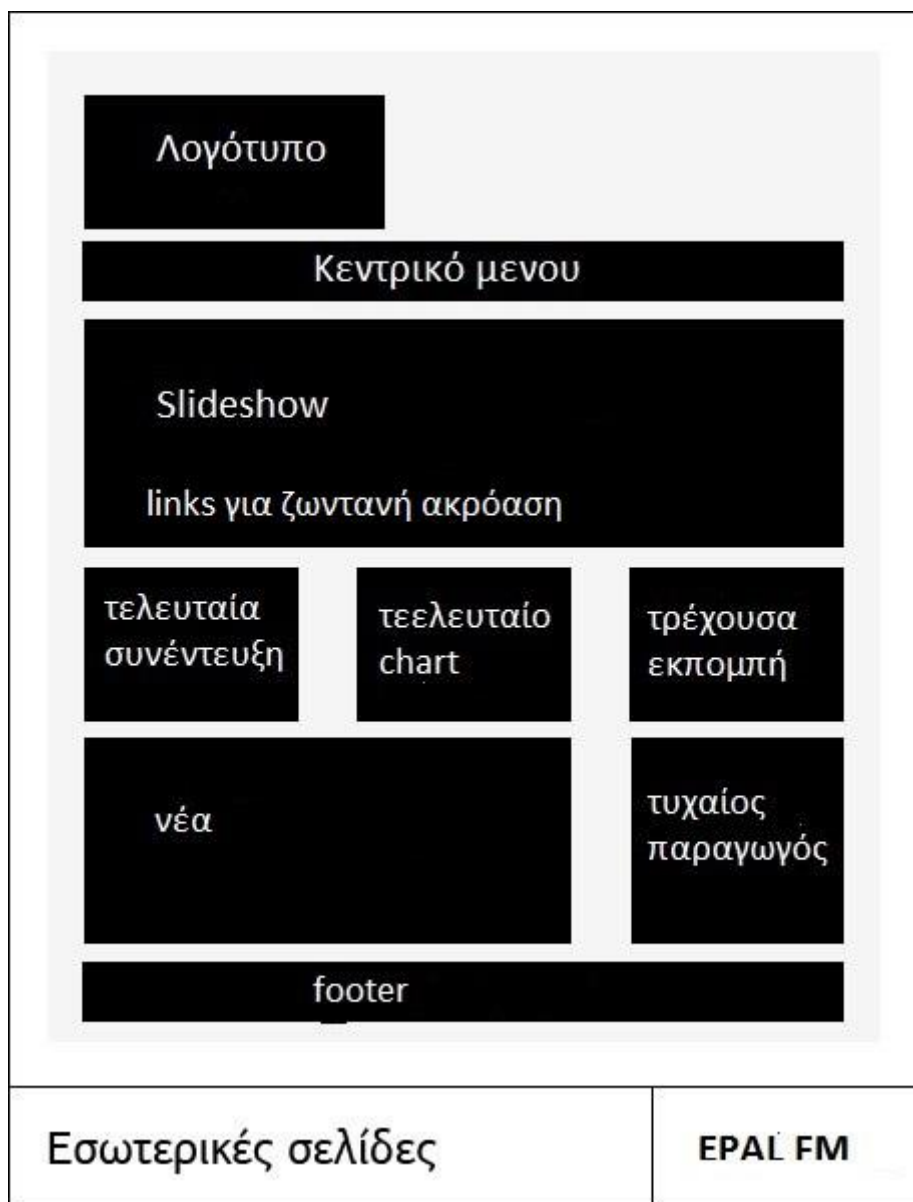 Λογότυπο
Κεντρικό μενου
Slideshow
links για ζωντανή ακρόαση
τελευταία
συνέντευξη
τεελευταίο
chart
τρέχουσα
εκπομπή
νέα
τυχαίος
παραγωγός
footer
Εσωτερικές σελίδες
EPAL FM